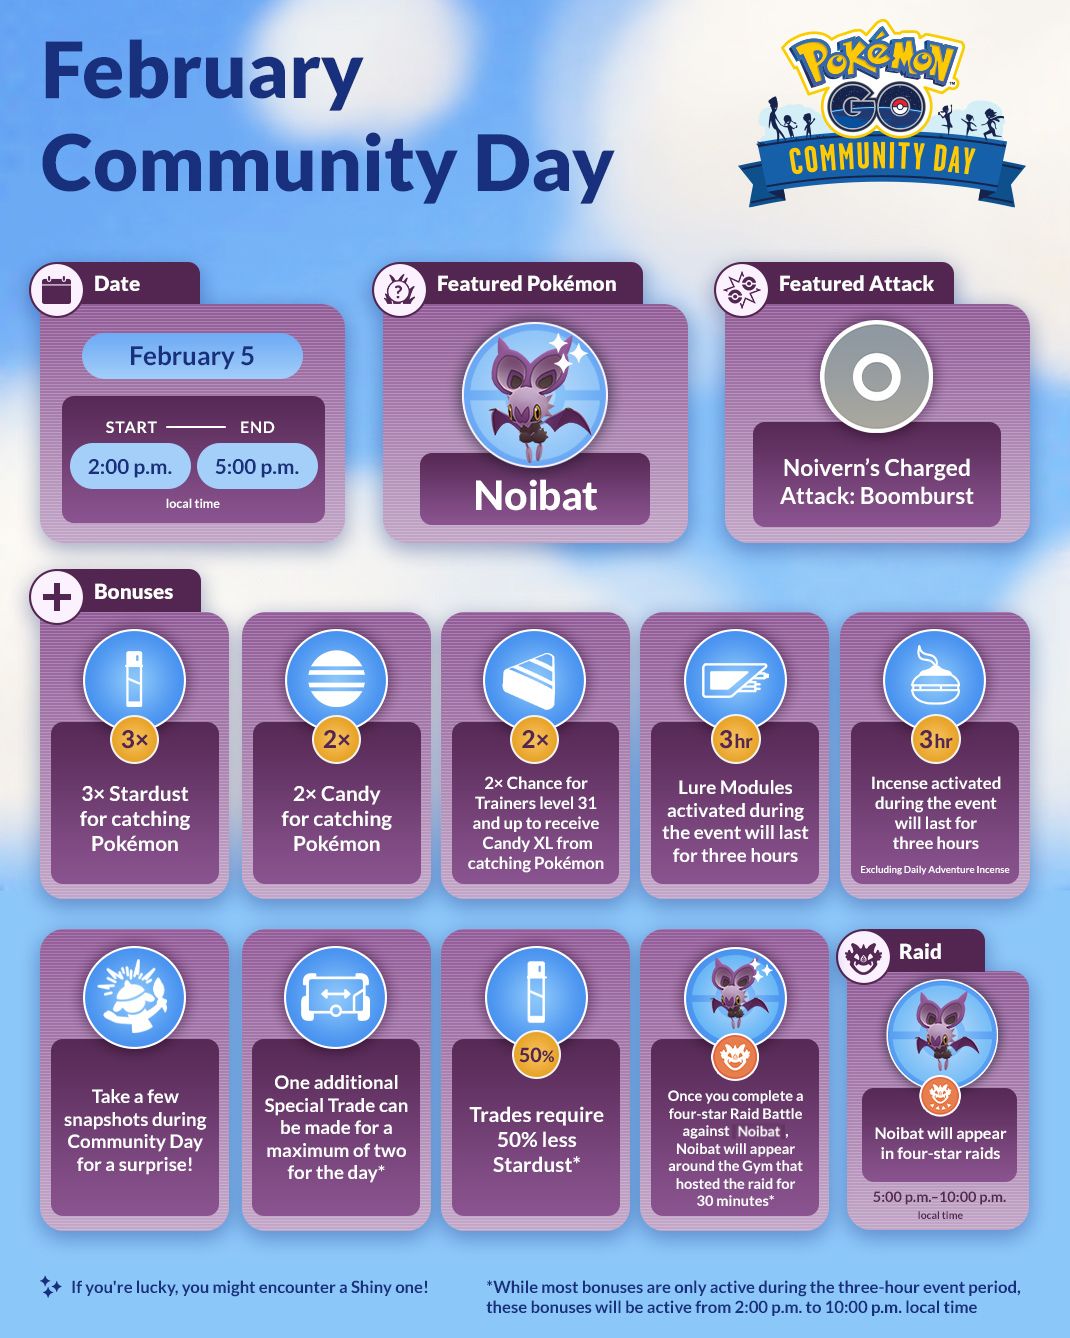 February
Community Day
POKéMON
GO
COMMUNITY DAY
Date
February 5
START END
2:00 p.m. 5:00 p.m.
local time
Featured Pokémon
Noibat
Featured Attack
Noivern's Charged
Attack: Boomburst
Bonuses
3×
3× Stardust
for catching
Pokémon
2×
2× Candy
for catching
Pokémon
2×
2× Chance for
Trainers level 31
and up to receive
Candy XL from
catching Pokémon
3hr
Lure Modules
activated during
the event will last
for three hours
3hr
Incense activated
during the event
will last for
three hours
Excluding Daily Adventure Incense
Take a few
snapshots during
Community Day
for a surprise!
One additional
Special Trade can
be made for a
maximum of two
for the day*
50%
Trades require
50% less
Stardust*
Once you complete a
four-star Raid Battle
against Noibat ,
Noibat will appear
around the Gym that
hosted the raid for
30 minutes*
Raid
Noibat will appear
in four-star raids
5:00 p.m.–10:00 p.m.
local time
If you're lucky, you might encounter a Shiny one!
*While most bonuses are only active during the three-hour event period,
these bonuses will be active from 2:00 p.m. to 10:00 p.m. local time